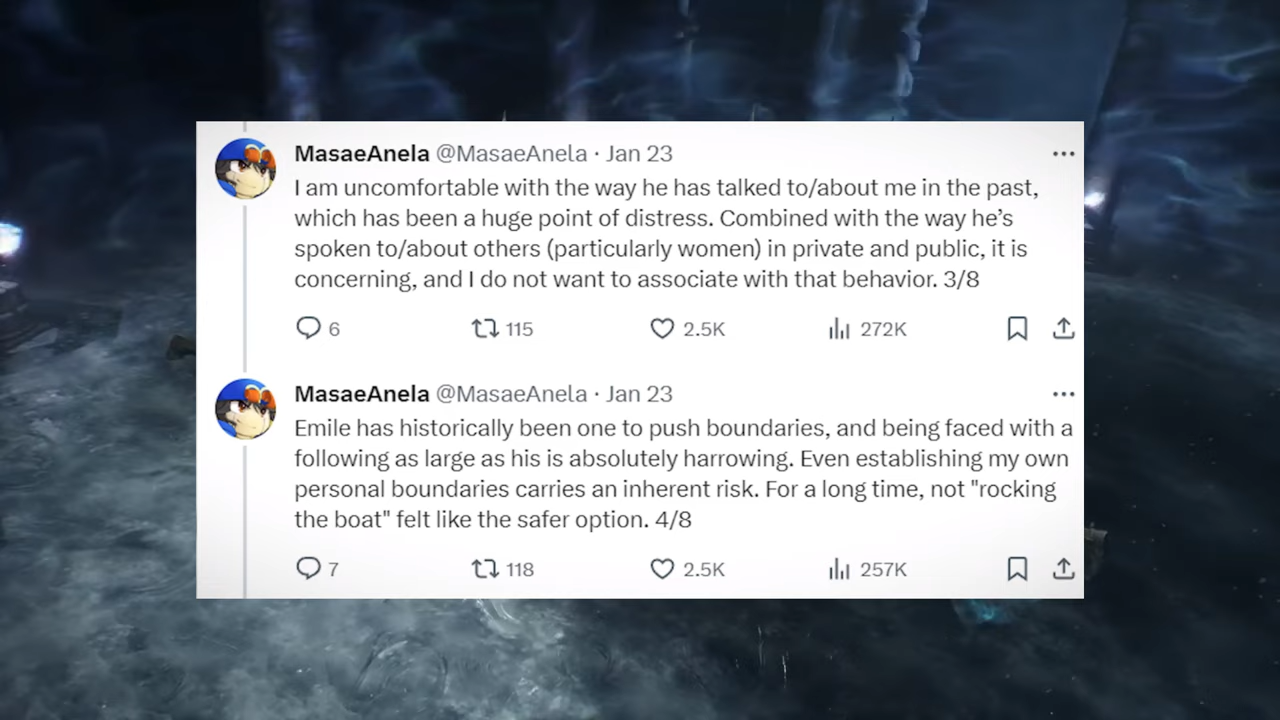 MasaeAnela @MasaeAnela · Jan 23
I am uncomfortable with the way he has talked to/about me in the past,
which has been a huge point of distress. Combined with the way he’s
spoken to/about others (particularly women) in private and public, it is
concerning, and I do not want to associate with that behavior. 3/8
6 115 2.5K 272K
MasaeAnela @MasaeAnela · Jan 23
Emile has historically been one to push boundaries, and being faced with a
following as large as his is absolutely harrowing. Even establishing my own
personal boundaries carries an inherent risk. For a long time, not "rocking
the boat" felt like the safer option. 4/8
7 118 2.5K 257K